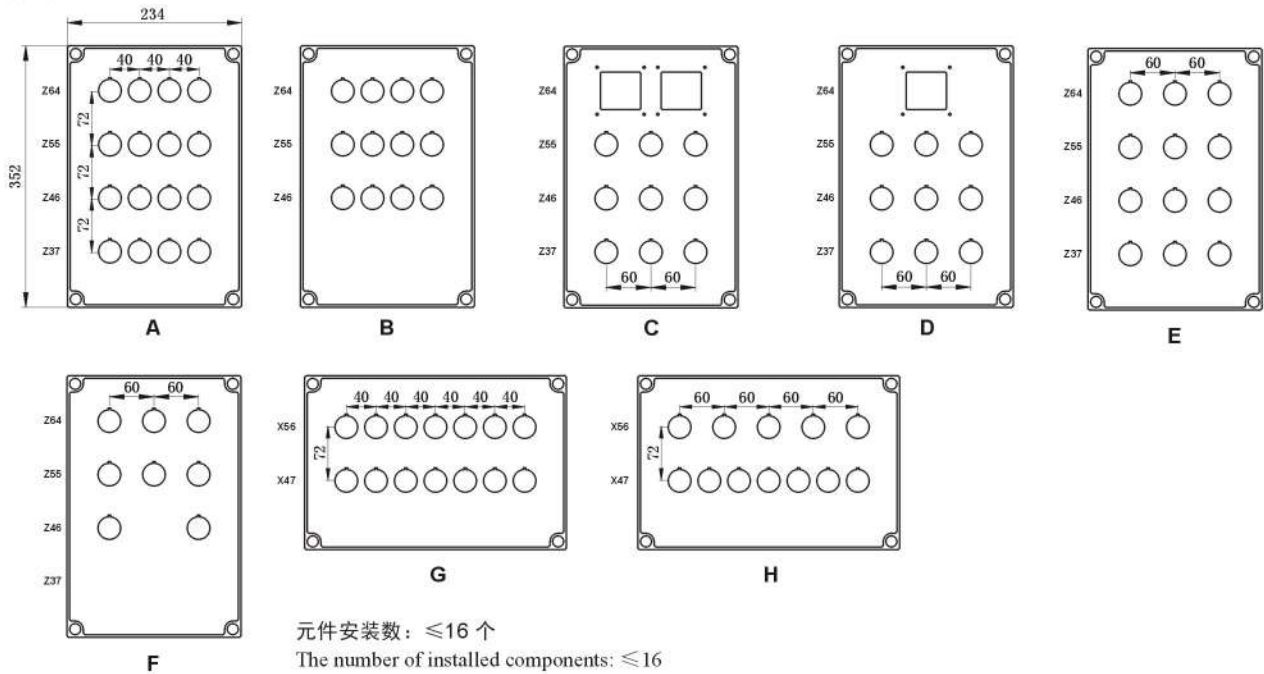 234
352
40 40 40
72
72
72
Z64
Z55
Z46
Z37
A
Z64
Z55
Z46
B
Z64
Z55
Z46
Z37
60 60
C
Z64
Z55
Z46
Z37
60 60
D
60 60
Z64
Z55
Z46
Z37
E
60 60
Z64
Z55
Z46
Z37
F
40 40 40 40 40 40
X56
72
X47
G
60 60 60 60
X56
72
X47
H
元件安装数：≤16 个
The number of installed components: ≤16